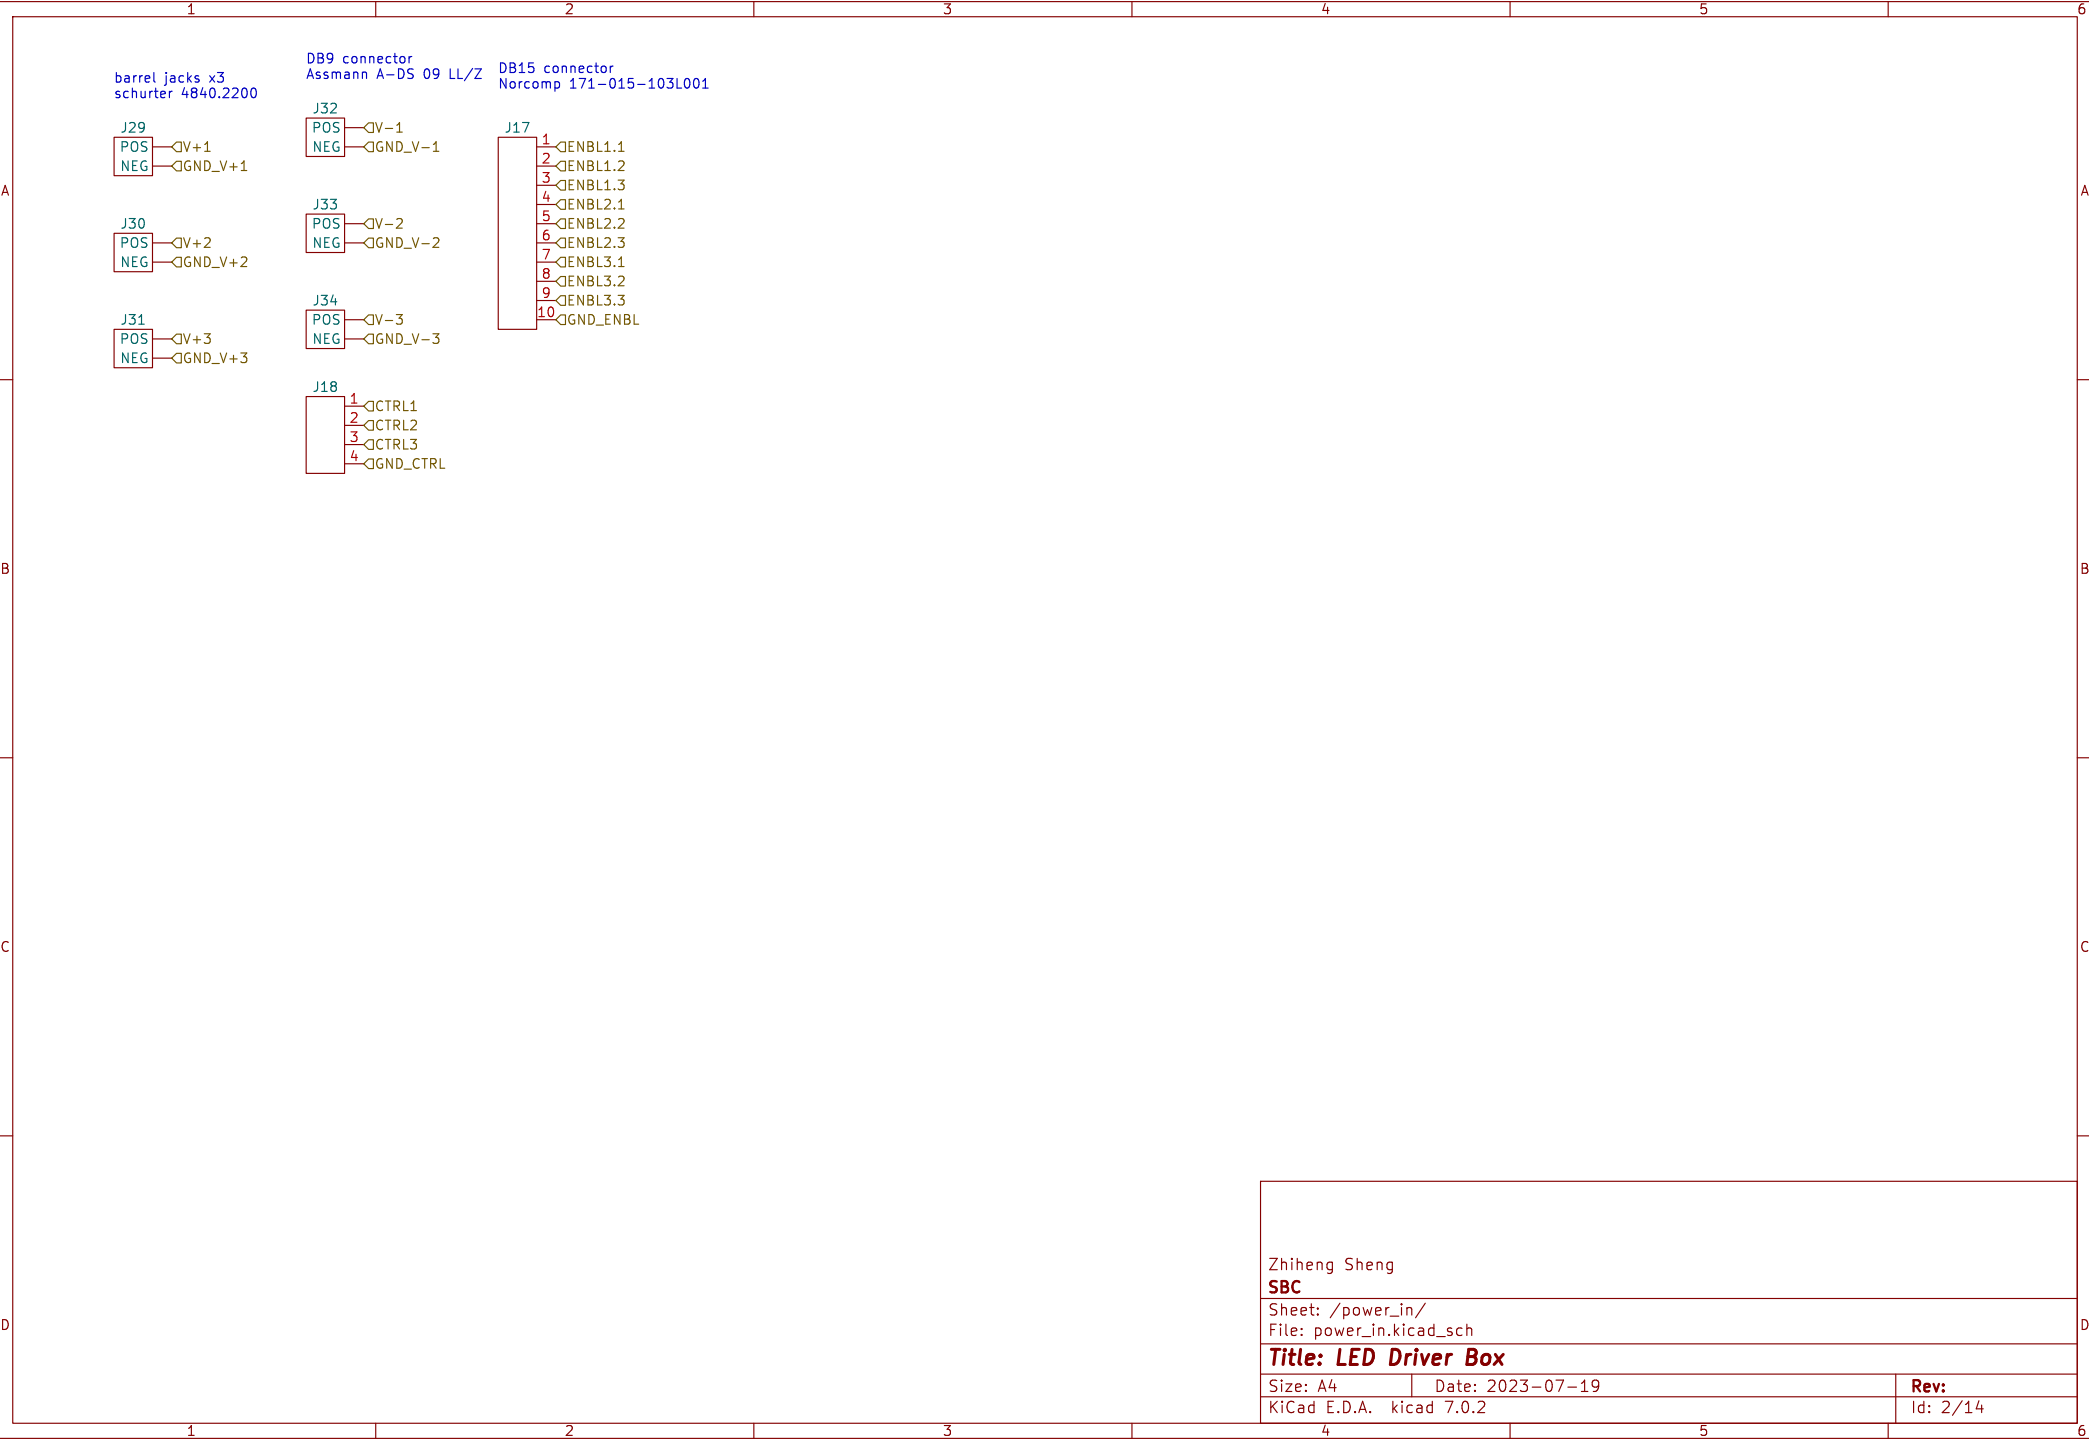 1 2 3 4 5 6
barrel jacks x3
schurter 4840.2200
J29
POS V+1
NEG GND_V+1
J30
POS V+2
NEG GND_V+2
J31
POS V+3
NEG GND_V+3
DB9 connector
Assmann A-DS 09 LL/Z
J32
POS V-1
NEG GND_V-1
J33
POS V-2
NEG GND_V-2
J34
POS V-3
NEG GND_V-3
J18
1 CTRL1
2 CTRL2
3 CTRL3
4 GND_CTRL
DB15 connector
Norcomp 171-015-103L001
J17
1 ENBL1.1
2 ENBL1.2
3 ENBL1.3
4 ENBL2.1
5 ENBL2.2
6 ENBL2.3
7 ENBL3.1
8 ENBL3.2
9 ENBL3.3
10 GND_ENBL
A A
B B
C C
D D
Zhiheng Sheng
SBC
Sheet: /power_in/
File: power_in.kicad_sch
Title: LED Driver Box
Size: A4 Date: 2023-07-19 Rev:
KiCad E.D.A. kicad 7.0.2 Id: 2/14
1 2 3 4 5 6